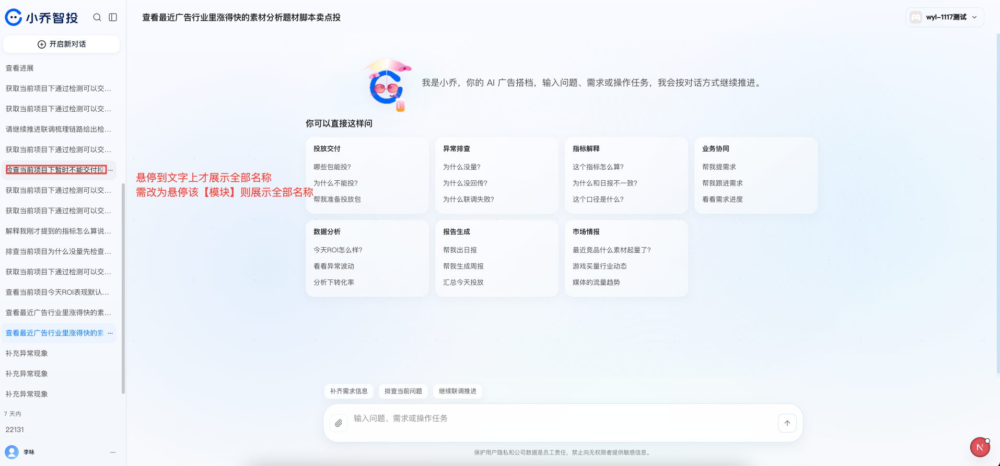 小乔智投
查看最近广告行业里涨得快的素材分析题材脚本卖点投
wyl-1117测试
开启新对话
查看进展
获取当前项目下通过检测可以交...
获取当前项目下通过检测可以交...
请继续推进联调梳理链路给出检...
获取当前项目下通过检测可以交...
检查当前项目下暂时不能交付投
获取当前项目下通过检测可以交...
获取当前项目下通过检测可以交...
解释我刚才提到的指标怎么算说...
排查当前项目为什么没量先检查...
获取当前项目下通过检测可以交...
查看当前项目今天ROI表现默认...
查看最近广告行业里涨得快的素...
查看最近广告行业里涨得快的素
补充异常现象
补充异常现象
补充异常现象
7 天内
22131
李咏
我是小乔，你的 AI 广告搭档，输入问题、需求或操作任务，我会按对话方式继续推进。
你可以直接这样问
投放交付
哪些包能投?
为什么不能投?
帮我准备投放包
异常排查
为什么没量?
为什么没回传?
为什么联调失败?
指标解释
这个指标怎么算?
为什么和日报不一致?
这个口径是什么?
业务协同
帮我提需求
帮我跟进需求
看看需求进度
悬停到文字上才展示全部名称
需改为悬停该【模块】则展示全部名称
数据分析
今天ROI怎么样?
看看异常波动
分析下转化率
报告生成
帮我出日报
帮我生成周报
汇总今天投放
市场情报
最近竞品什么素材起量了?
游戏买量行业动态
媒体的流量趋势
补齐需求信息
排查当前问题
继续联调推进
输入问题、需求或操作任务
保护用户隐私和公司数据是员工责任，禁止向无权限者提供敏感信息。
N